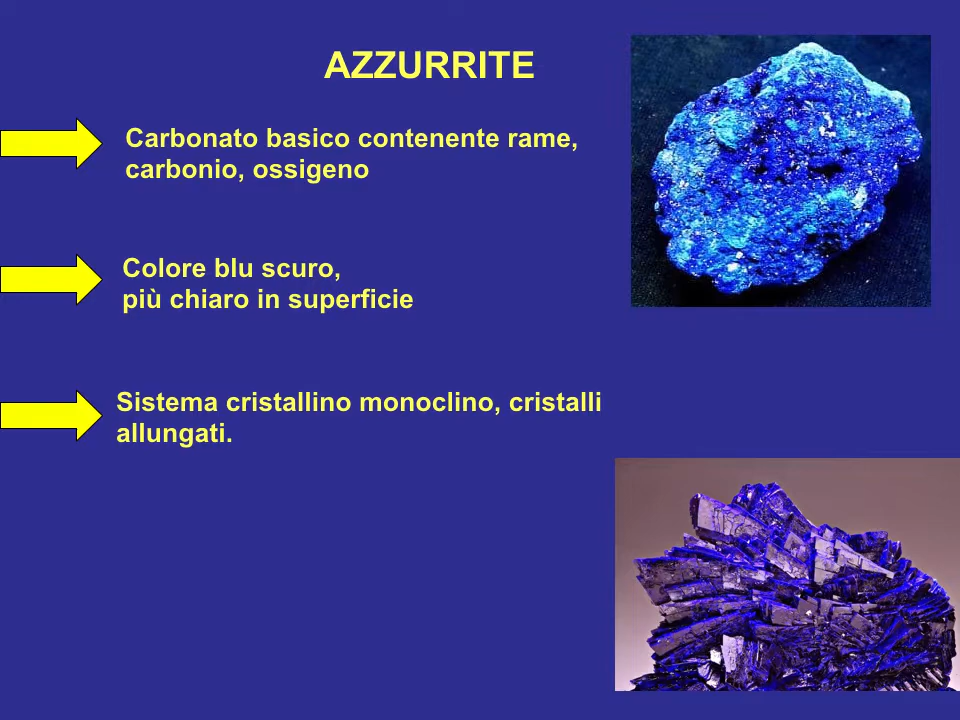 AZZURRITE
Carbonato basico contenente rame,
carbonio, ossigeno
Colore blu scuro,
più chiaro in superficie
Sistema cristallino monoclino, cristalli
allungati.